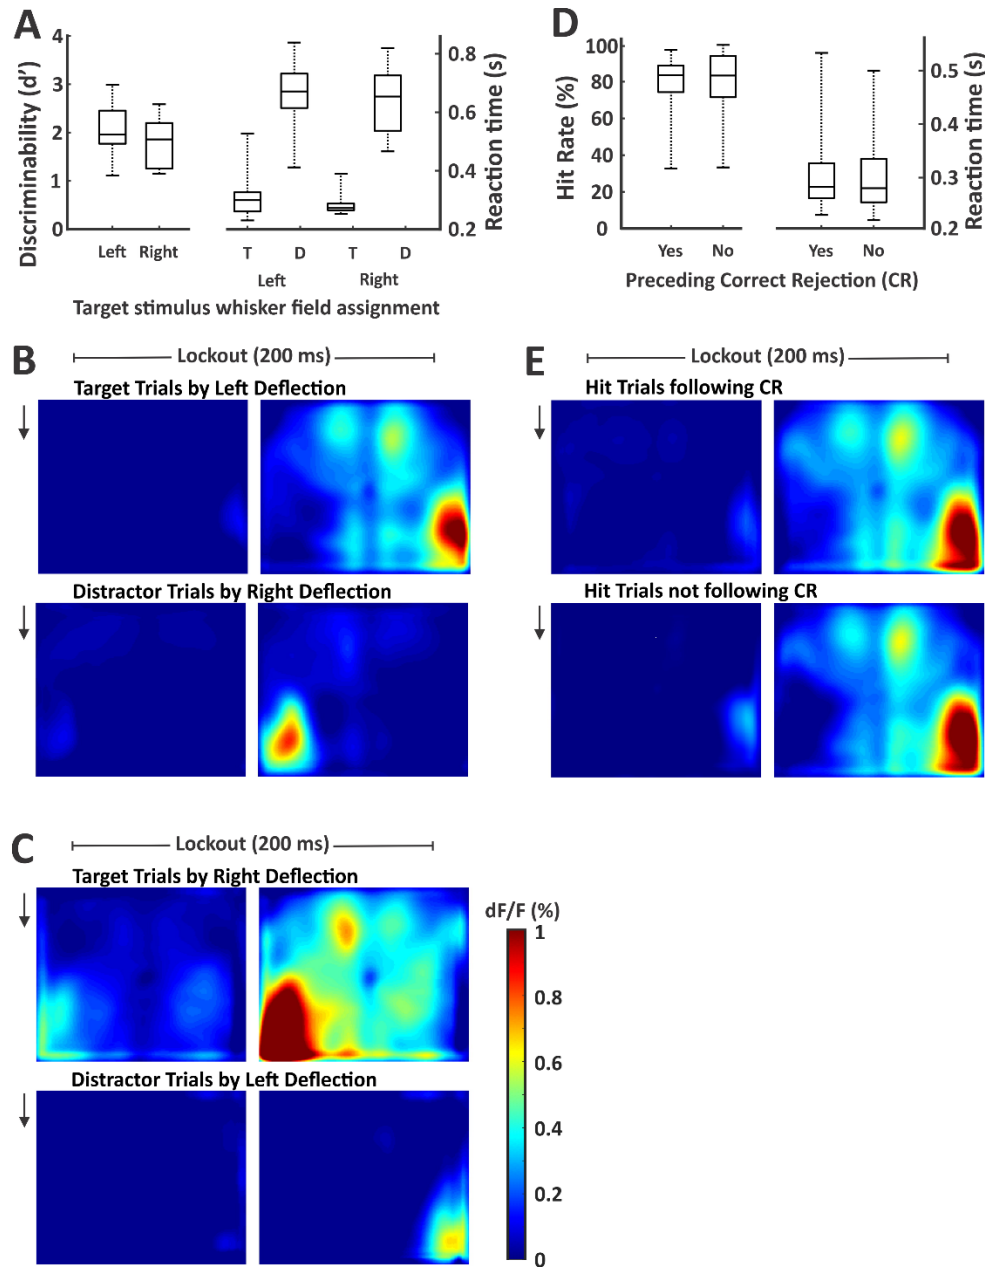 A
4
3
2
1
0
Discriminability (d’)
Left Right
0.8
0.6
0.4
0.2
Reaction time (s)
T D T D
Left Right
Target stimulus whisker field assignment
D
100
80
60
40
20
0
Hit Rate (%)
Yes No
0.5
0.4
0.3
0.2
Reaction time (s)
Yes No
Preceding Correct Rejection (CR)
B
Lockout (200 ms)
Target Trials by Left Deflection
Distractor Trials by Right Deflection
E
Lockout (200 ms)
Hit Trials following CR
Hit Trials not following CR
C
Lockout (200 ms)
Target Trials by Right Deflection
Distractor Trials by Left Deflection
dF/F (%)
1
0.8
0.6
0.4
0.2
0